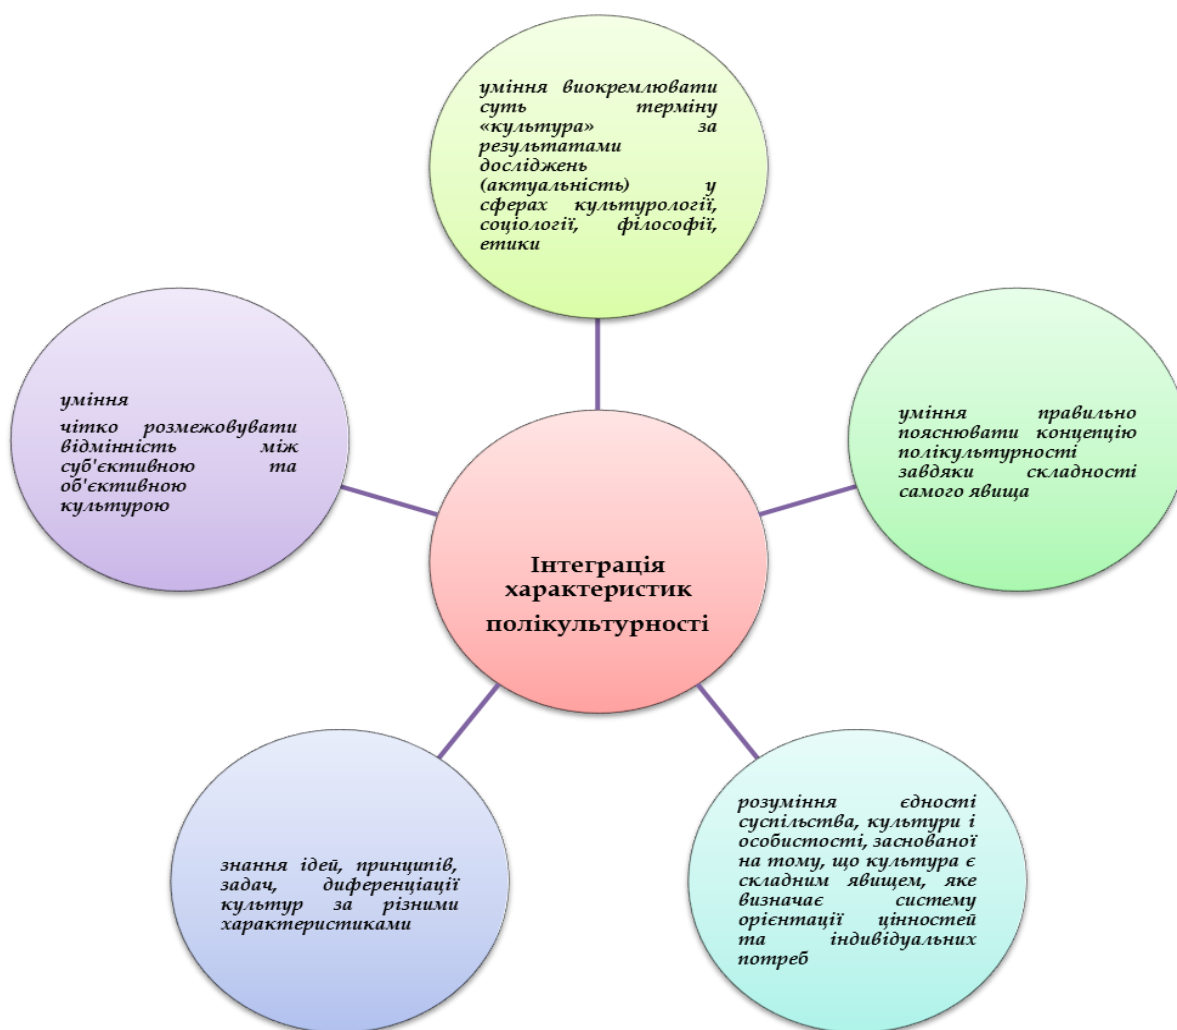 уміння виокремлювати
суть терміну
«культура» за
результатами
досліджень
(актуальність) у
сферах культурології,
соціології, філософії,
етики
уміння правильно
пояснювати концепцію
полікультурності
завдяки складності
самого явища
розуміння єдності
суспільства, культури і
особистості, заснованої
на тому, що культура є
складним явищем, яке
визначає систему
орієнтації цінностей
та індивідуальних
потреб
знання ідей, принципів,
задач, диференціації
культур за різними
характеристиками
уміння
чітко розмежовувати
відмінність між
суб'єктивною та
об'єктивною
культурою
Інтеграція
характеристик
полікультурності